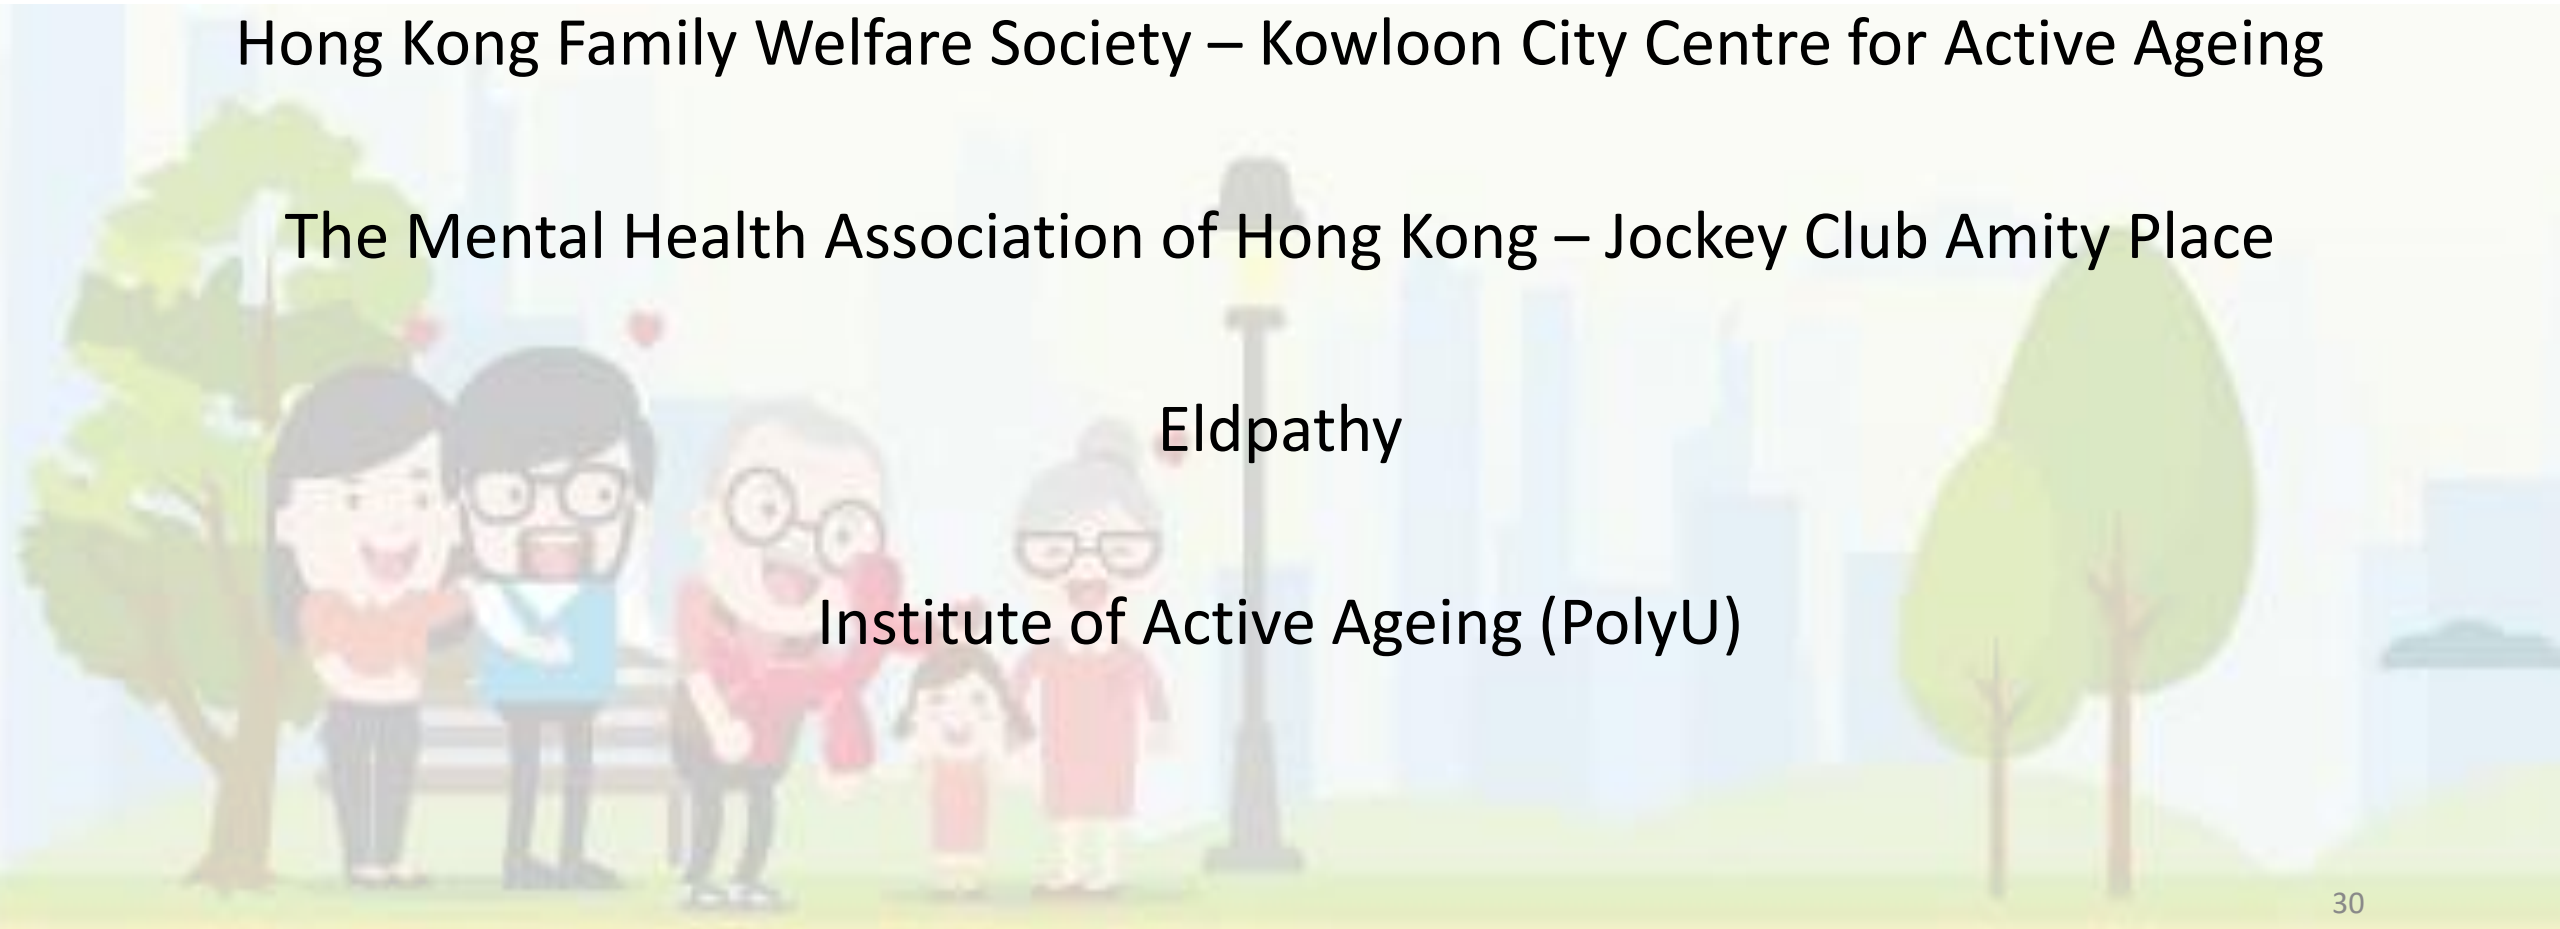 Hong Kong Family Welfare Society – Kowloon City Centre for Active Ageing
The Mental Health Association of Hong Kong – Jockey Club Amity Place
Eldpathy
Institute of Active Ageing (PolyU)
30